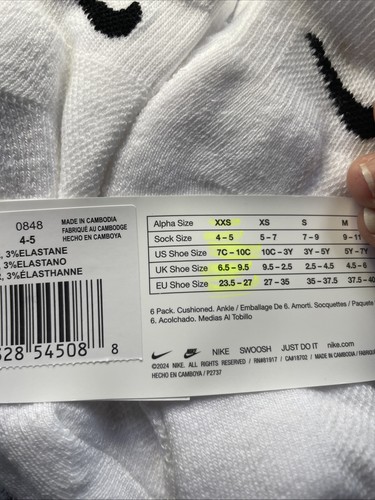 0848
4-5
MADE IN CAMBODIA
FABRIQUÉ AU CAMBODGE
HECHO EN CAMBOYA
3%ELASTANE
3%ELASTANO
3%ÉLASTHANNE
28 54508 8
Alpha Size XXS XS S M
Sock Size 4 – 5 5 – 7 7 – 9 9 – 11
US Shoe Size 7C – 10C 10C – 3Y 3Y – 5Y 5Y – 7Y
UK Shoe Size 6.5 – 9.5 9.5 – 2.5 2.5 – 4.5 4.5 – 6
EU Shoe Size 23.5 – 27 27 – 35 35 – 37.5 37.5 – 40
6 Pack. Cushioned. Ankle / Emballage De 6. Amorti. Socquettes / Paquete
6. Acolchado. Medias Al Tobillo
NIKE NIKE SWOOSH JUST DO IT nike.com
©2024 NIKE. ALL RIGHTS RESERVED / RN#81917 / CA#18702 / MADE IN CAMBODIA / FABRIQUÉ
HECHO EN CAMBOYA / P2737